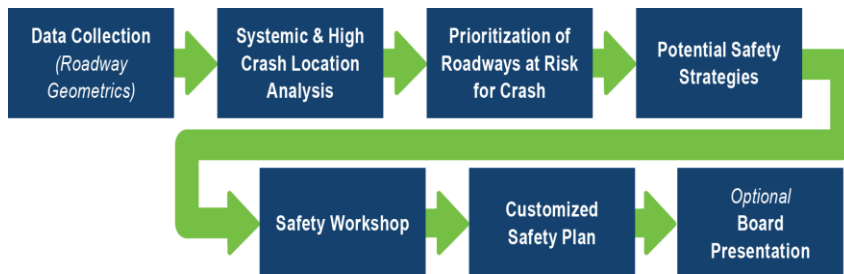 Data Collection
(Roadway
Geometrics)
Systemic & High
Crash Location
Analysis
Prioritization of
Roadways at Risk
for Crash
Potential Safety
Strategies
Safety Workshop
Customized
Safety Plan
Optional
Board
Presentation